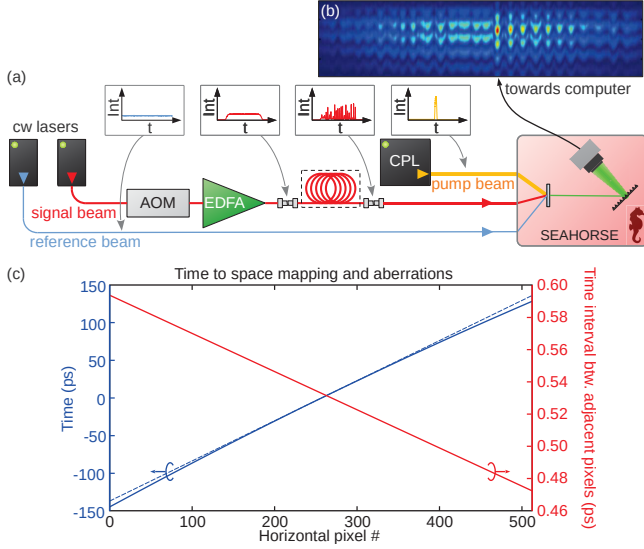 (b)
(a)
towards computer
cw lasers
Int
t
Int
t
Int
t
Int
t
CPL
pump beam
signal beam
AOM
EDFA
reference beam
SEAHORSE
(c)
Time to space mapping and aberrations
Time (ps)
150
100
50
0
-50
-100
-150
0
100
200
300
400
500
Horizontal pixel #
0.60
0.58
0.56
0.54
0.52
0.50
0.48
0.46
Time interval btw.
adjacent pixels (ps)